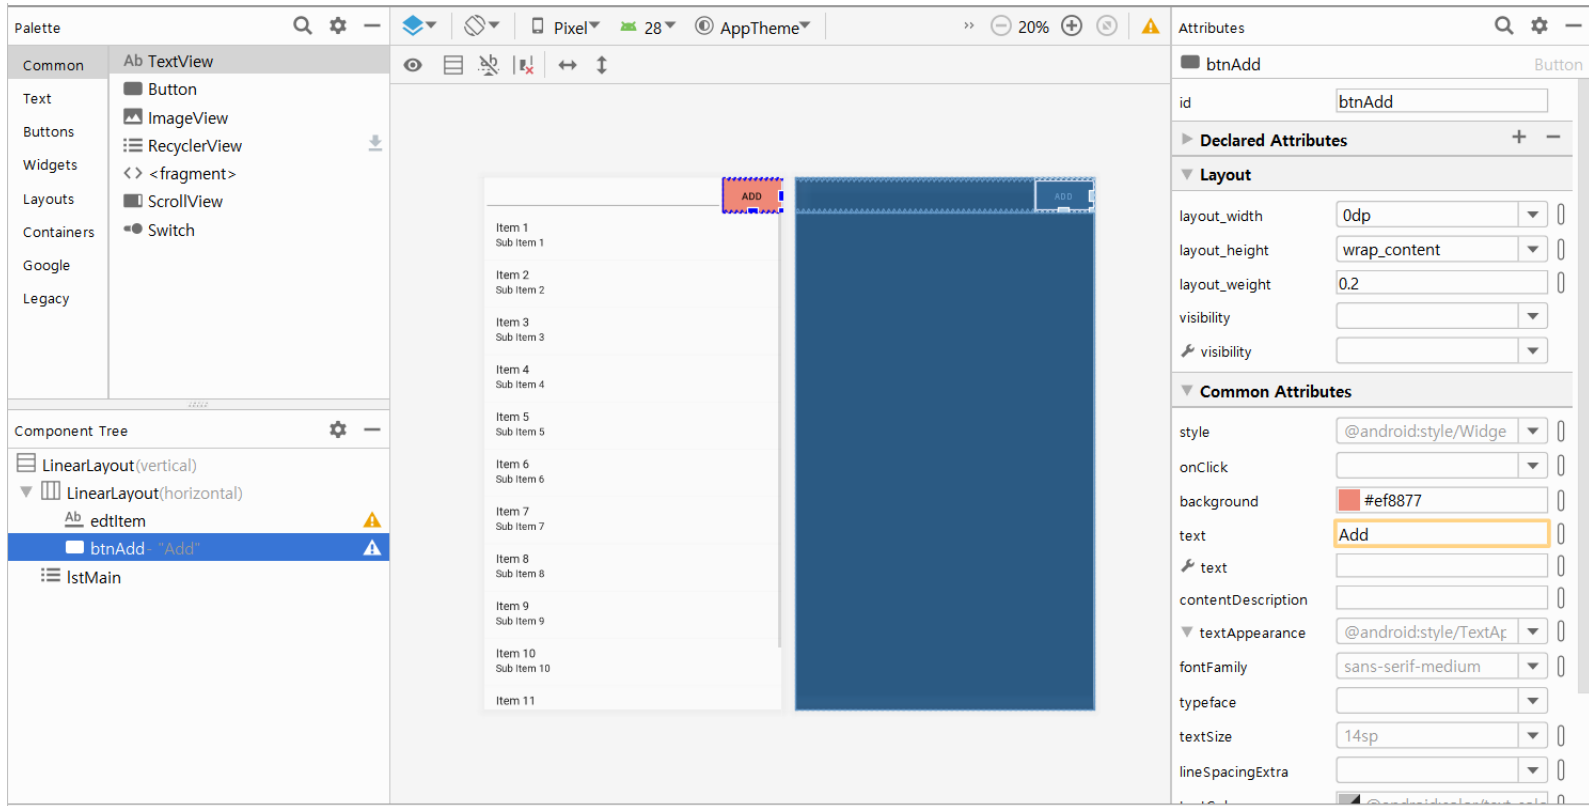 Palette
Common
Text
Buttons
Widgets
Layouts
Containers
Google
Legacy
Ab TextView
Button
ImageView
RecyclerView
<fragment>
ScrollView
Switch
Component Tree
LinearLayout(vertical)
LinearLayout(horizontal)
Ab edtItem
btnAdd- "Add"
lstMain
Pixel
28
AppTheme
20%
ADD
Item 1
Sub Item 1
Item 2
Sub Item 2
Item 3
Sub Item 3
Item 4
Sub Item 4
Item 5
Sub Item 5
Item 6
Sub Item 6
Item 7
Sub Item 7
Item 8
Sub Item 8
Item 9
Sub Item 9
Item 10
Sub Item 10
Item 11
ADD
Attributes
btnAdd Button
id btnAdd
Declared Attributes
Layout
layout_width 0dp
layout_height wrap_content
layout_weight 0.2
visibility
visibility
Common Attributes
style @android:style/Widge
onClick
background #ef8877
text Add
text
contentDescription
textAppearance @android:style/TextAp
fontFamily sans-serif-medium
typeface
textSize 14sp
lineSpacingExtra